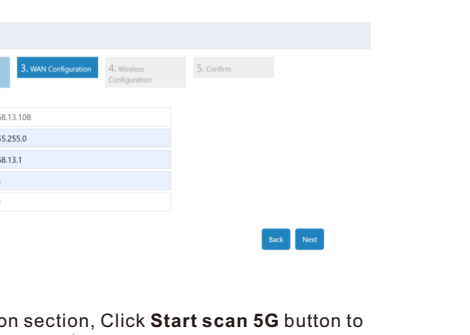 3. WAN Configuration 4. Wireless Configuration 5. Confirm
58.13.108
55.255.0
58.13.1
Back Next
on section, Click Start scan 5G button to